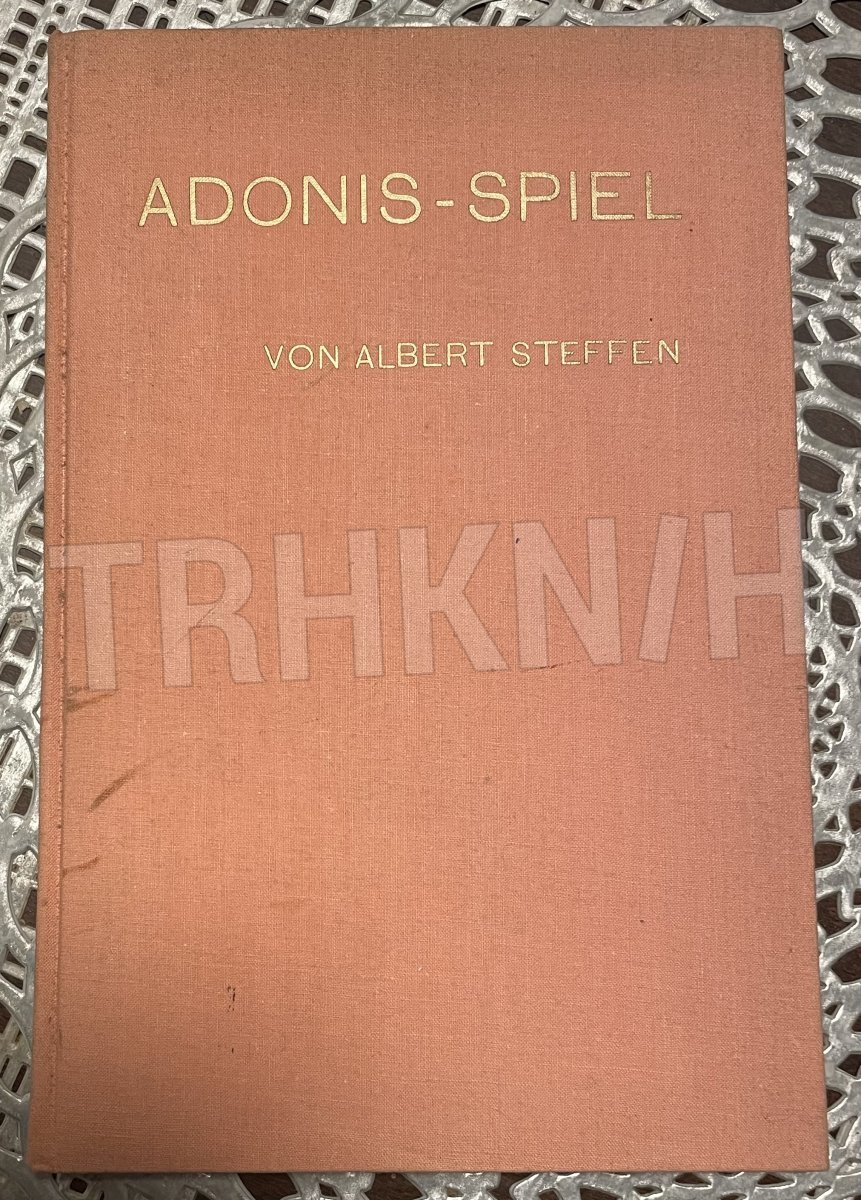 ADONIS-SPIEL
VON ALBERT STEFFEN
TRHKN/H